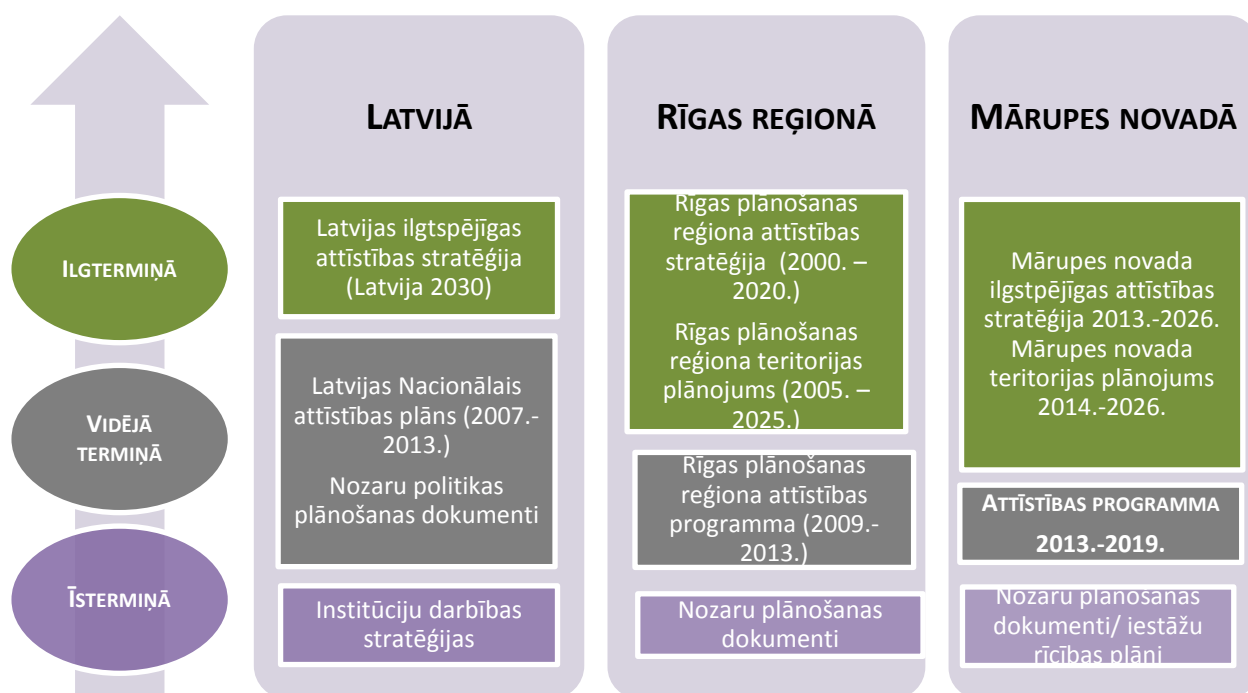 LATVIJĀ
RĪGAS REĢIONĀ
MĀRUPES NOVADĀ
ILGTERMIŅĀ
Latvijas ilgtspējīgas
attīstības stratēģija
(Latvija 2030)
Rīgas plānošanas
reģiona attīstības
stratēģija (2000. –
2020.)
Rīgas plānošanas
reģiona teritorijas
plānojums (2005. –
2025.)
Mārupes novada
ilgstpējīgas attīstības
stratēģija 2013.-2026.
Mārupes novada
teritorijas plānojums
2014.-2026.
VIDĒJĀ
TERMIŅĀ
Latvijas Nacionālais
attīstības plāns (2007.-
2013.)
Nozaru politikas
plānošanas dokumenti
Rīgas plānošanas
reģiona attīstības
programma (2009.-
2013.)
ATTĪSTĪBAS PROGRAMMA
2013.-2019.
ĪSTERMIŅĀ
Institūciju darbības
stratēģijas
Nozaru plānošanas
dokumenti
Nozaru plānošanas
dokumenti/ iestāžu
rīcības plāni